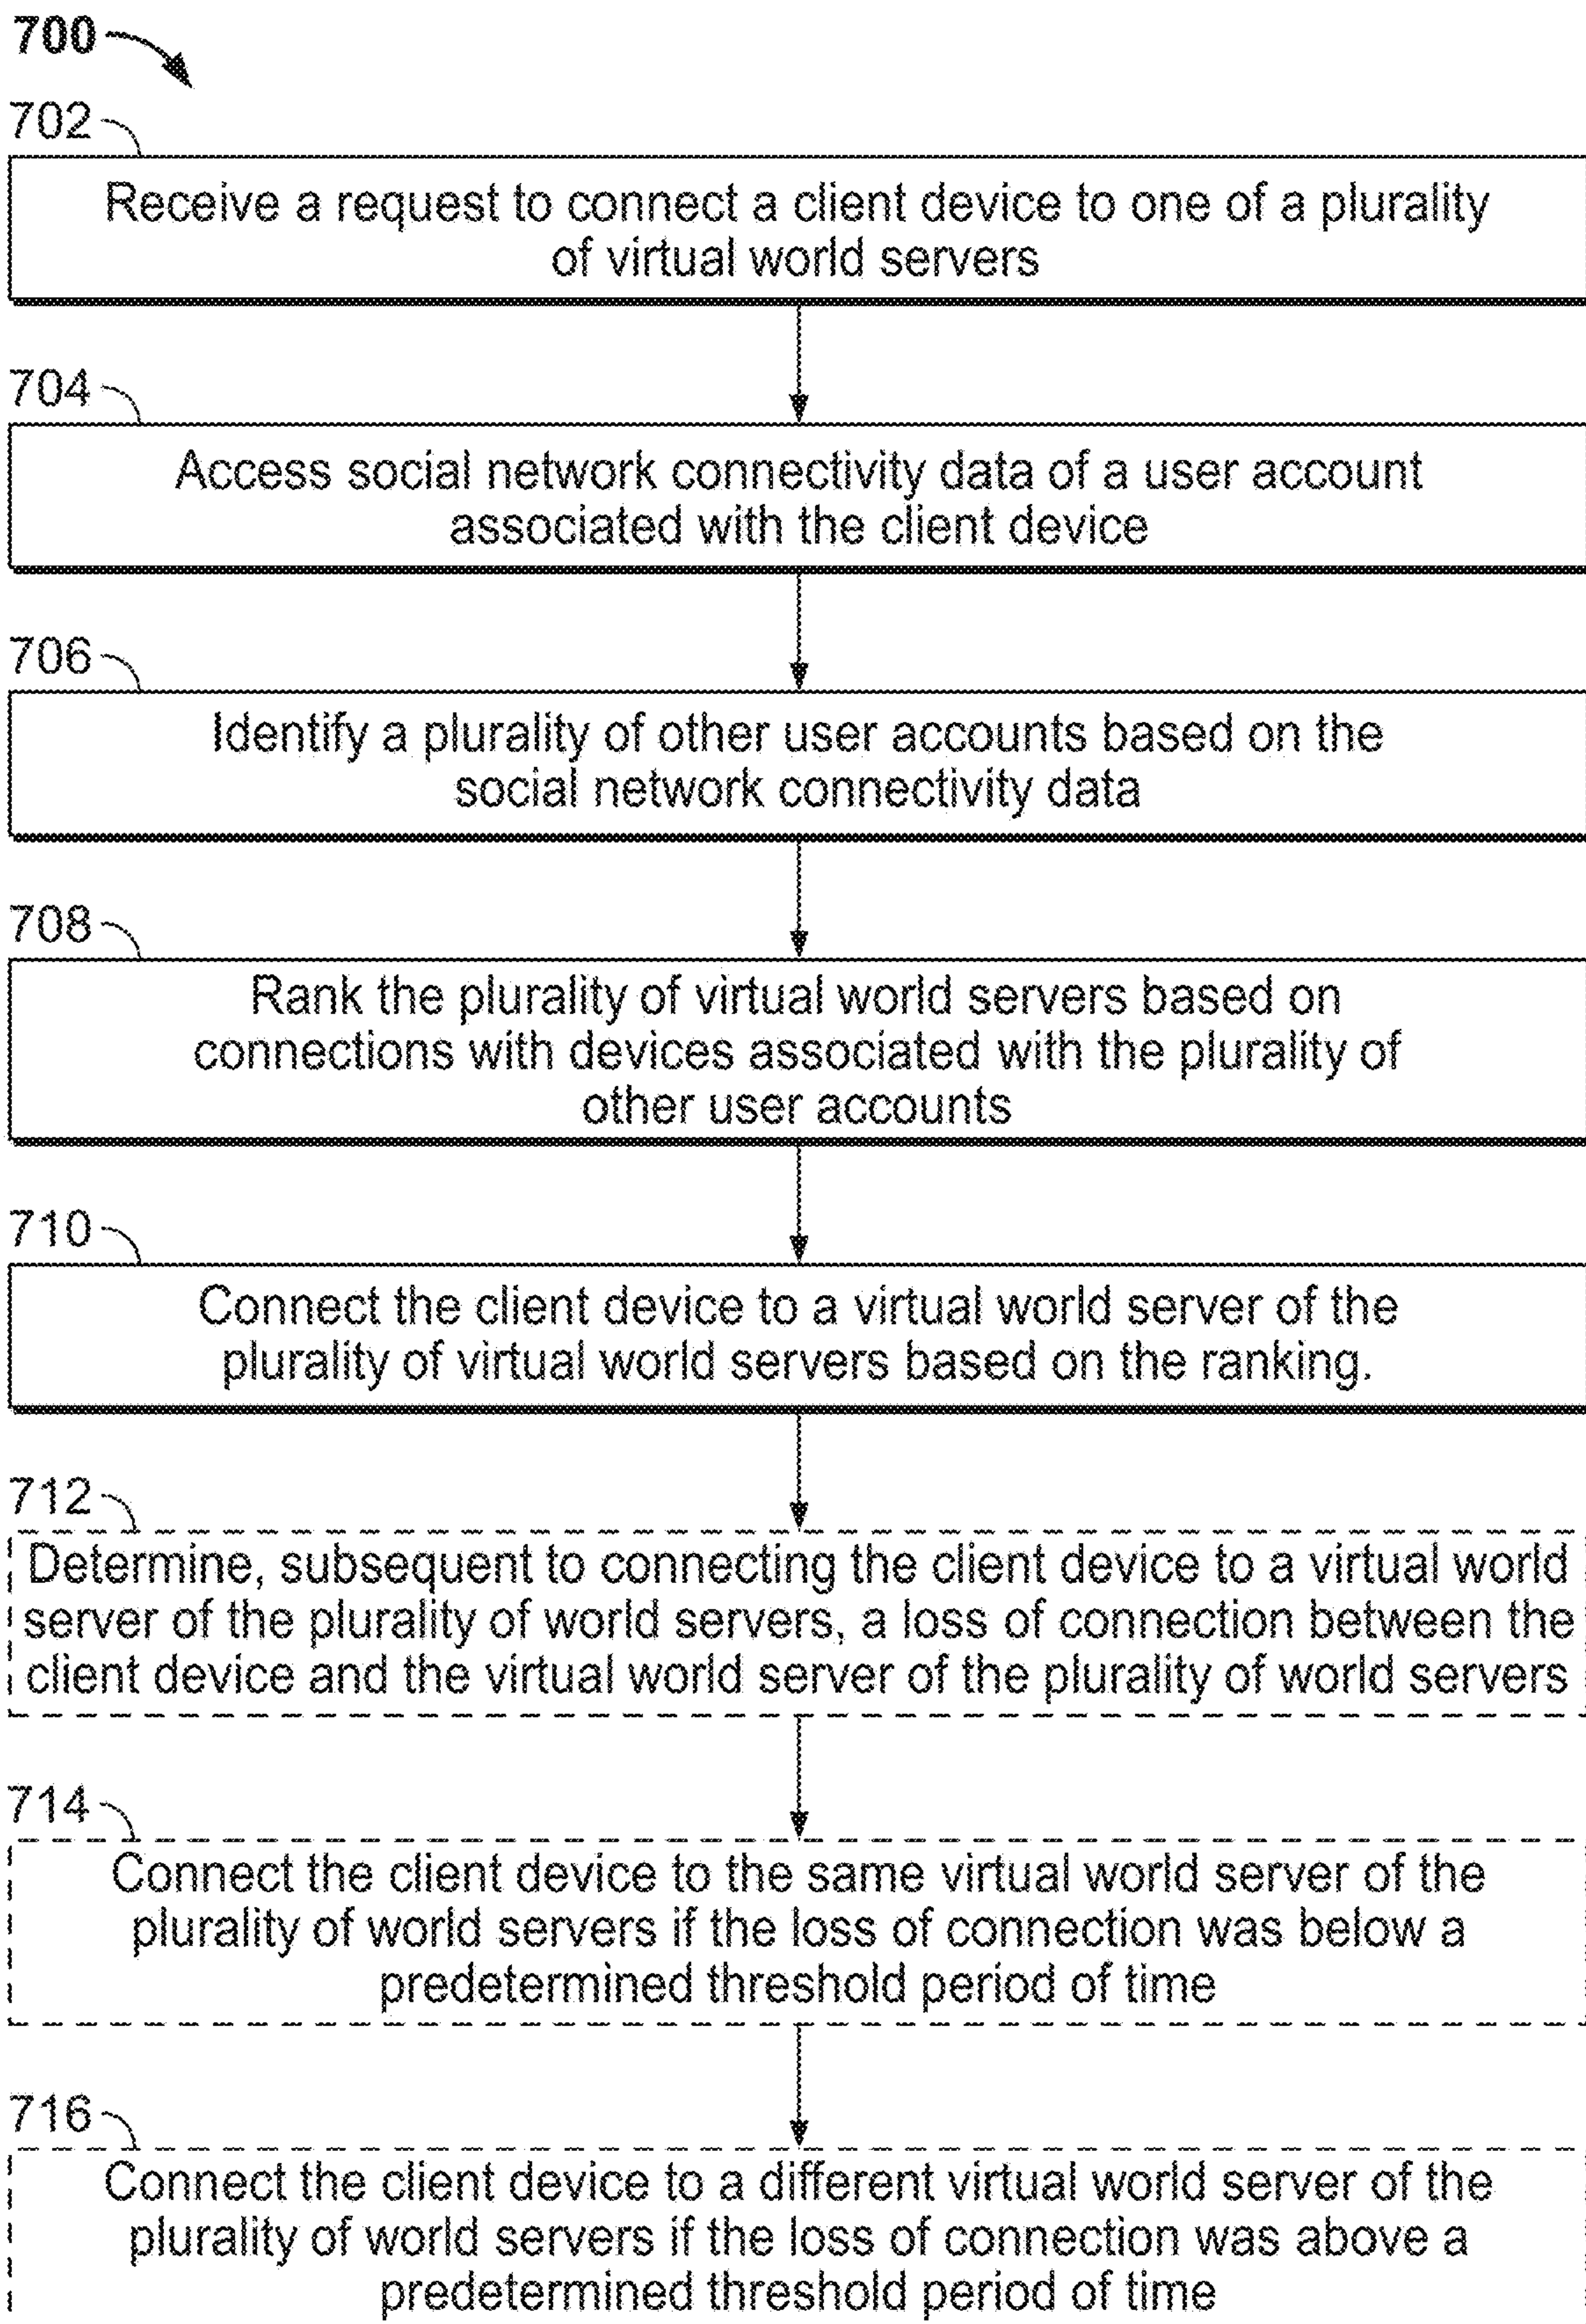 700
702
Receive a request to connect a client device to one of a plurality
of virtual world servers
704
Access social network connectivity data of a user account
associated with the client device
706
Identify a plurality of other user accounts based on the
social network connectivity data
708
Rank the plurality of virtual world servers based on
connections with devices associated with the plurality of
other user accounts
710
Connect the client device to a virtual world server of the
plurality of virtual world servers based on the ranking.
712
Determine, subsequent to connecting the client device to a virtual world
server of the plurality of world servers, a loss of connection between the
client device and the virtual world server of the plurality of world servers
714
Connect the client device to the same virtual world server of the
plurality of world servers if the loss of connection was below a
predetermined threshold period of time
716
Connect the client device to a different virtual world server of the
plurality of world servers if the loss of connection was above a
predetermined threshold period of time